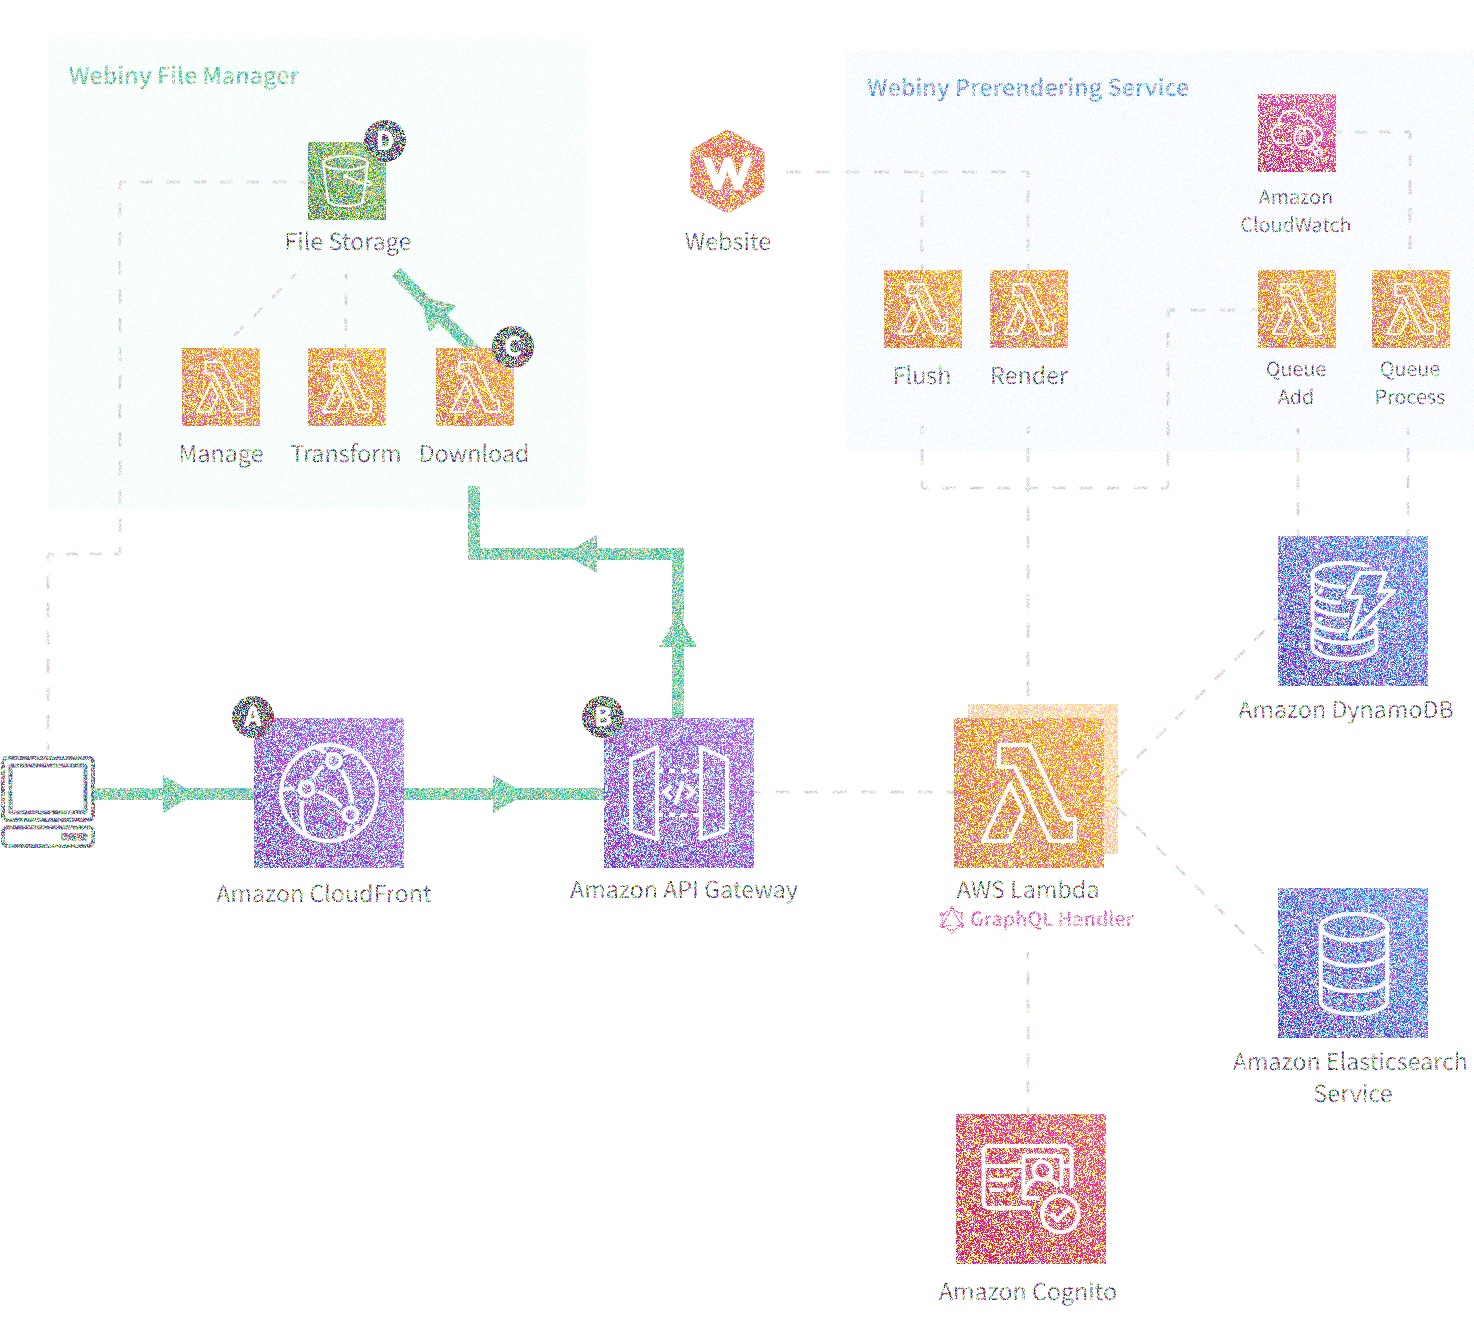 Webiny File Manager
D
File Storage
C
Manage
Transform
Download
W
Website
Webiny Prerendering Service
Amazon
CloudWatch
Flush
Render
Queue
Add
Queue
Process
Amazon DynamoDB
A
Amazon CloudFront
B
</>
Amazon API Gateway
AWS Lambda
GraphQL Handler
Amazon Elasticsearch
Service
Amazon Cognito